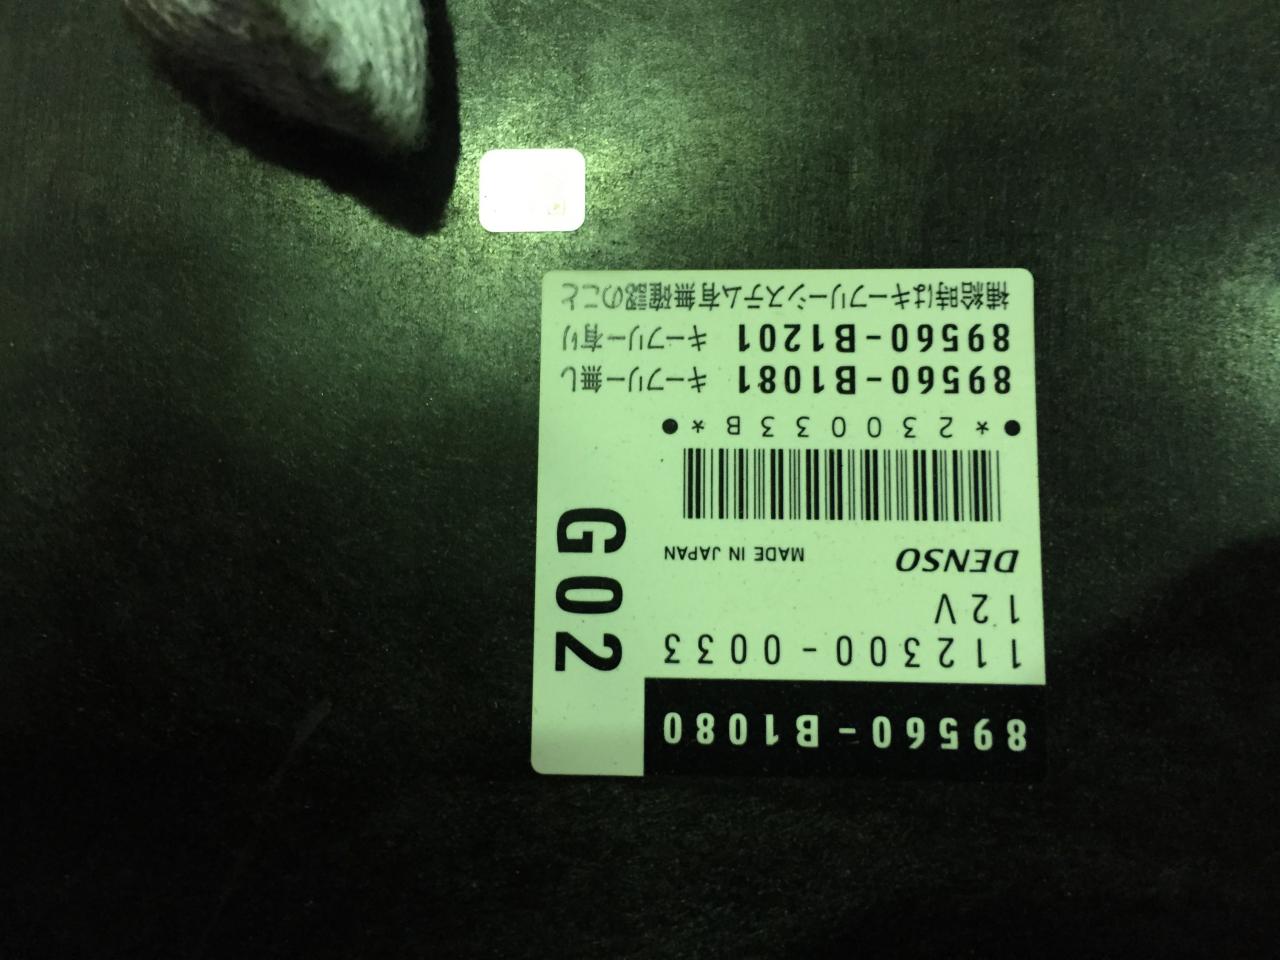 89560-B1080
112300-0033
12V
DENSO MADE IN JAPAN
G02
*230033B*
89560-B1081 キーフリー無し
89560-B1201 キーフリー有り
補給時はキーフリーシステム有無確認のこと